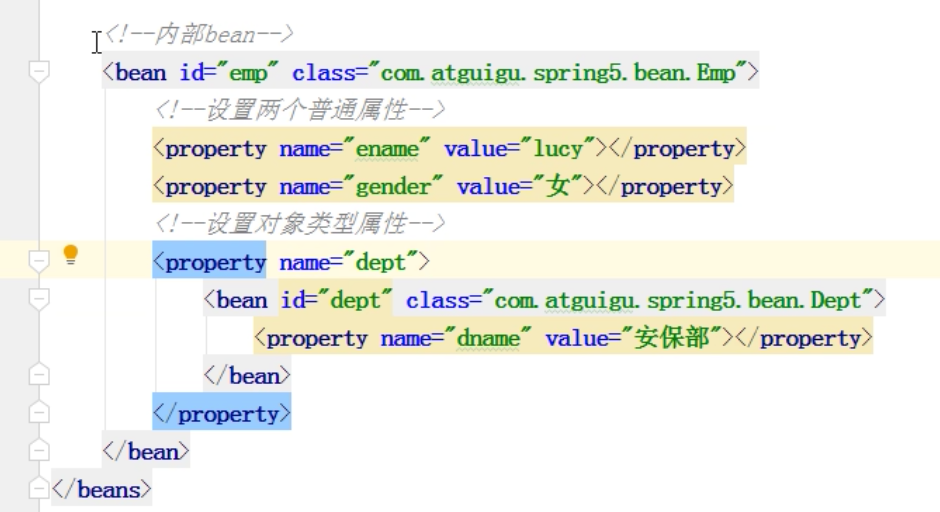 <!--内部bean-->
<bean id="emp" class="com.atguigu.spring5.bean.Emp">
<!--设置两个普通属性-->
<property name="ename" value="lucy"></property>
<property name="gender" value="女"></property>
<!--设置对象类型属性-->
<property name="dept">
<bean id="dept" class="com.atguigu.spring5.bean.Dept">
<property name="dname" value="安保部"></property>
</bean>
</property>
</bean>
</beans>